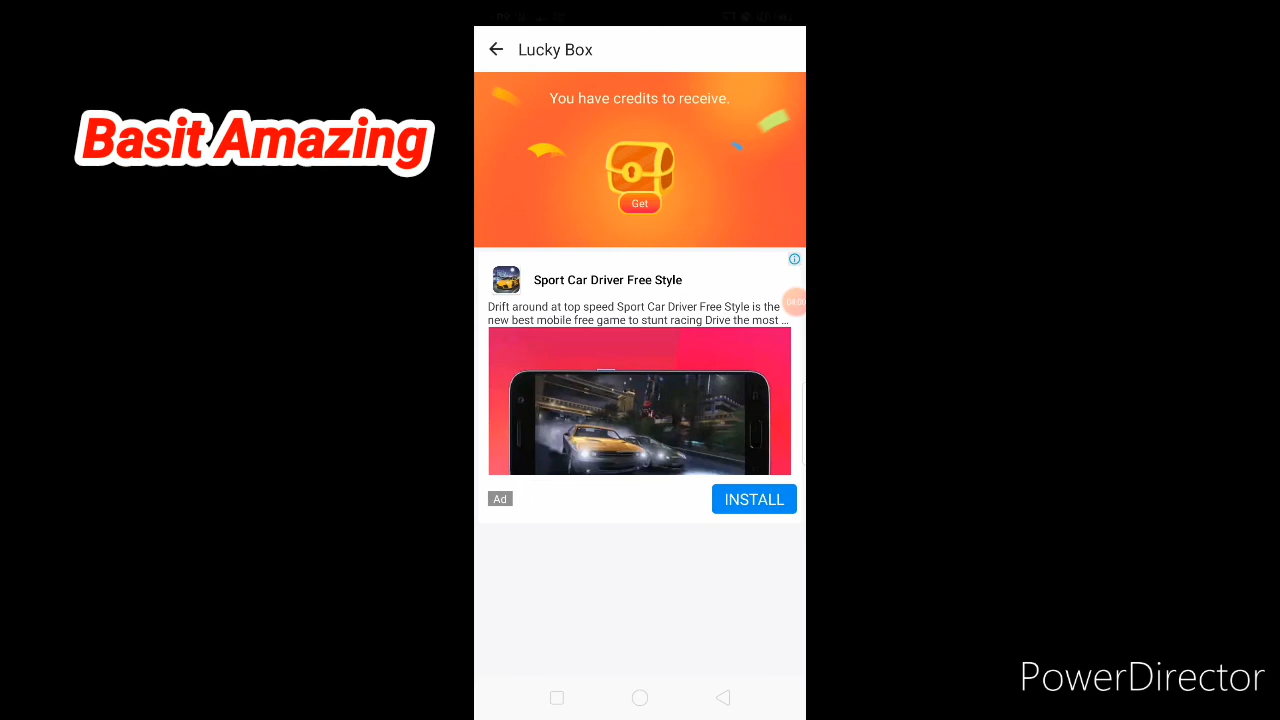 Lucky Box
Basit Amazing
You have credits to receive.
Get
Sport Car Driver Free Style
Drift around at top speed Sport Car Driver Free Style is the
new best mobile free game to stunt racing Drive the most ...
Ad
INSTALL
PowerDirector